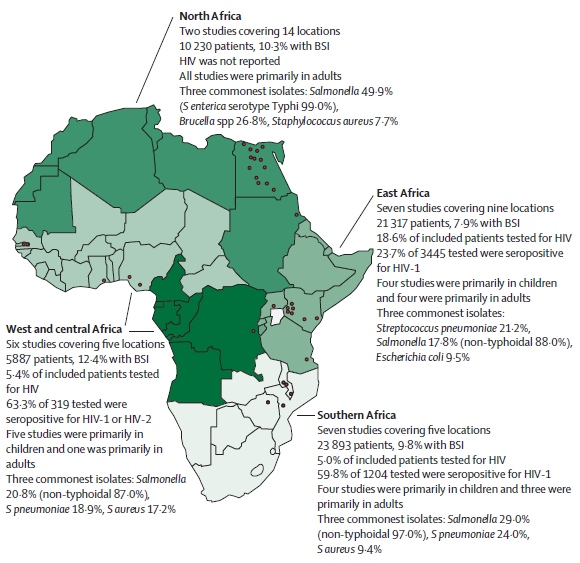 North Africa
Two studies covering 14 locations
10 230 patients, 10·3% with BSI
HIV was not reported
All studies were primarily in adults
Three commonest isolates: Salmonella 49·9%
(S enterica serotype Typhi 99·0%),
Brucella spp 26·8%, Staphylococcus aureus 7·7%
East Africa
Seven studies covering nine locations
21 317 patients, 7·9% with BSI
18·6% of included patients tested for HIV
23·7% of 3445 tested were seropositive
for HIV-1
Four studies were primarily in children
and four were primarily in adults
Three commonest isolates:
Streptococcus pneumoniae 21·2%,
Salmonella 17·8% (non-typhoidal 88·0%),
Escherichia coli 9·5%
West and central Africa
Six studies covering five locations
5887 patients, 12·4% with BSI
5·4% of included patients tested
for HIV
63·3% of 319 tested were
seropositive for HIV-1 or HIV-2
Five studies were primarily in
children and one was primarily in
adults
Three commonest isolates: Salmonella
20·8% (non-typhoidal 87·0%),
S pneumoniae 18·9%, S aureus 17·2%
Southern Africa
Seven studies covering five locations
23 893 patients, 9·8% with BSI
5·0% of included patients tested for HIV
59·8% of 1204 tested were seropositive for HIV-1
Four studies were primarily in children and three were
primarily in adults
Three commonest isolates: Salmonella 29·0%
(non-typhoidal 97·0%), S pneumoniae 24·0%,
S aureus 9·4%